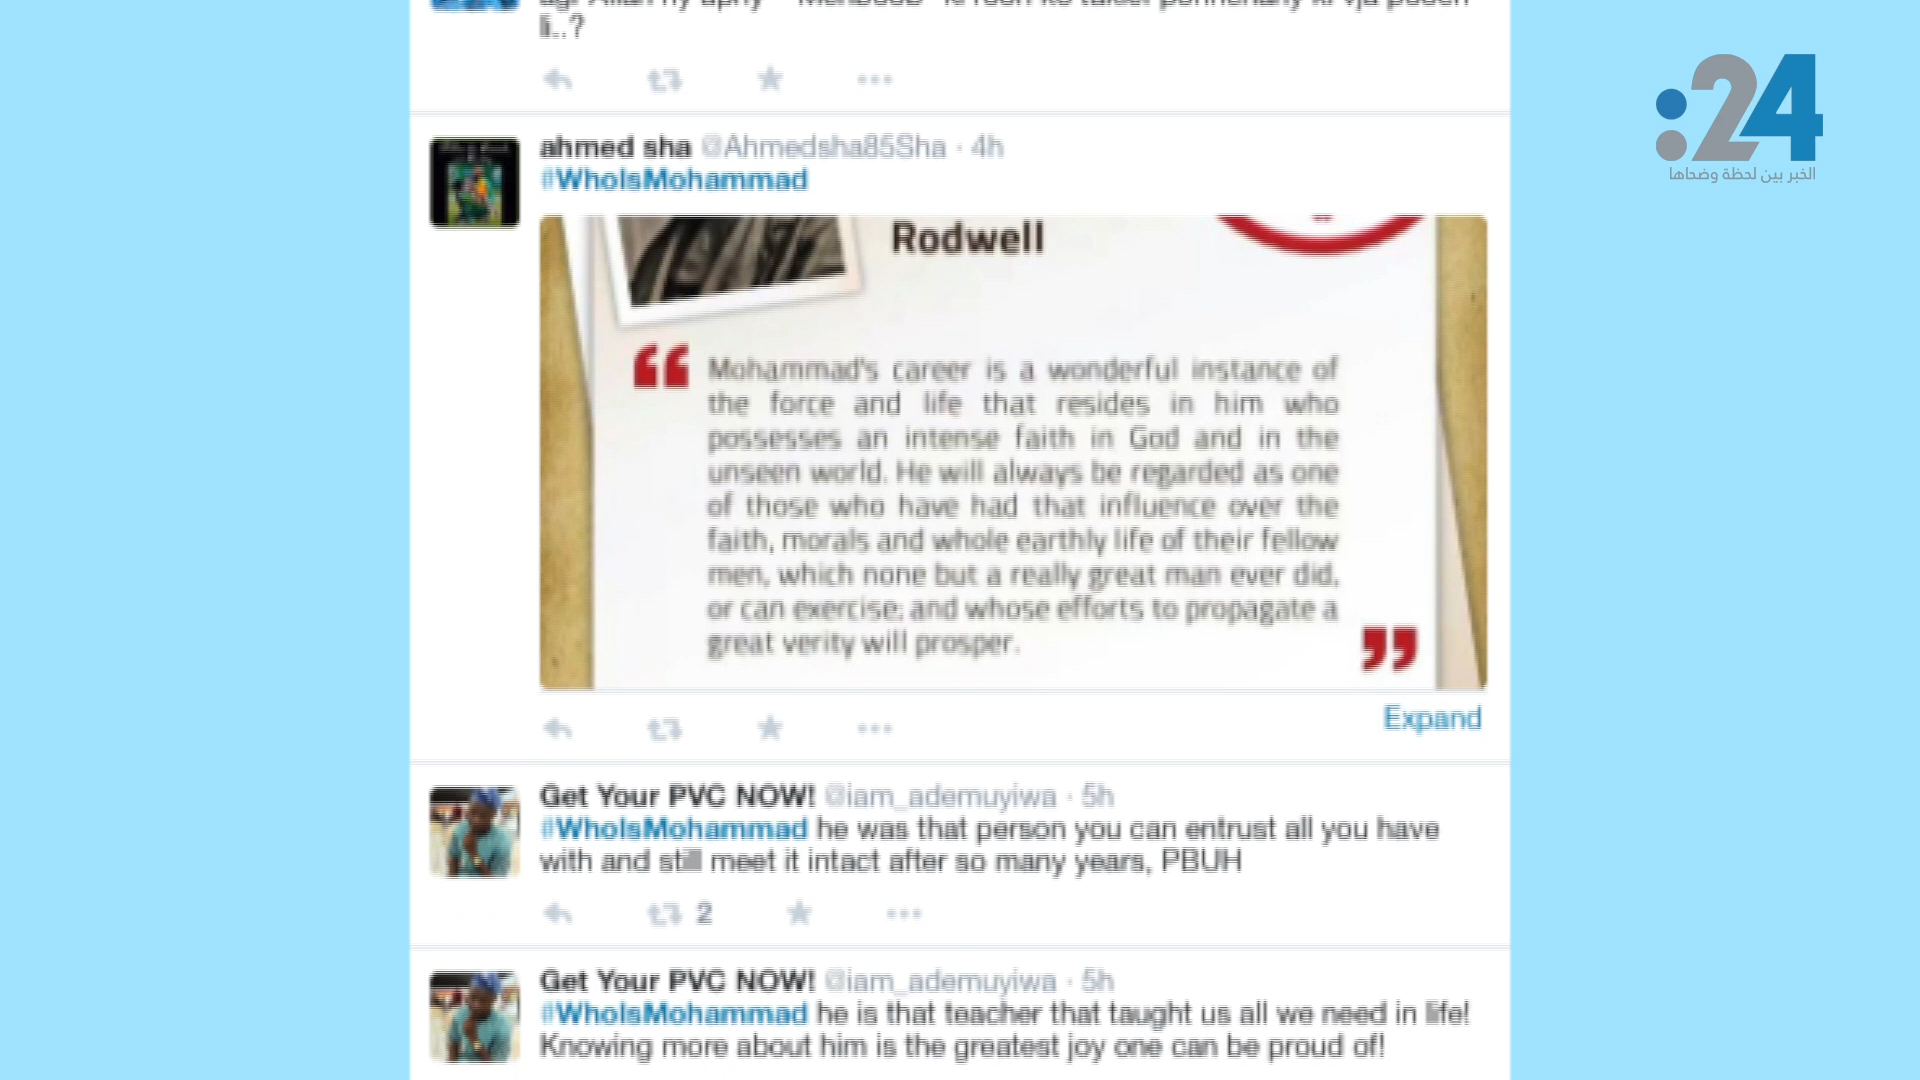 li..?
:24
الخبر بين لحظة وضحاها
ahmed sha @Ahmedsha85Sha · 4h
#WhoIsMohammad
Rodwell
“ Mohammad's career is a wonderful instance of
the force and life that resides in him who
possesses an intense faith in God and in the
unseen world. He will always be regarded as one
of those who have had that influence over the
faith, morals and whole earthly life of their fellow
men, which none but a really great man ever did,
or can exercise; and whose efforts to propagate a
great verity will prosper. ”
Expand
Get Your PVC NOW! @iam_ademuyiwa · 5h
#WhoIsMohammad he was that person you can entrust all you have
with and still meet it intact after so many years, PBUH
2
Get Your PVC NOW! @iam_ademuyiwa · 5h
#WhoIsMohammad he is that teacher that taught us all we need in life!
Knowing more about him is the greatest joy one can be proud of!